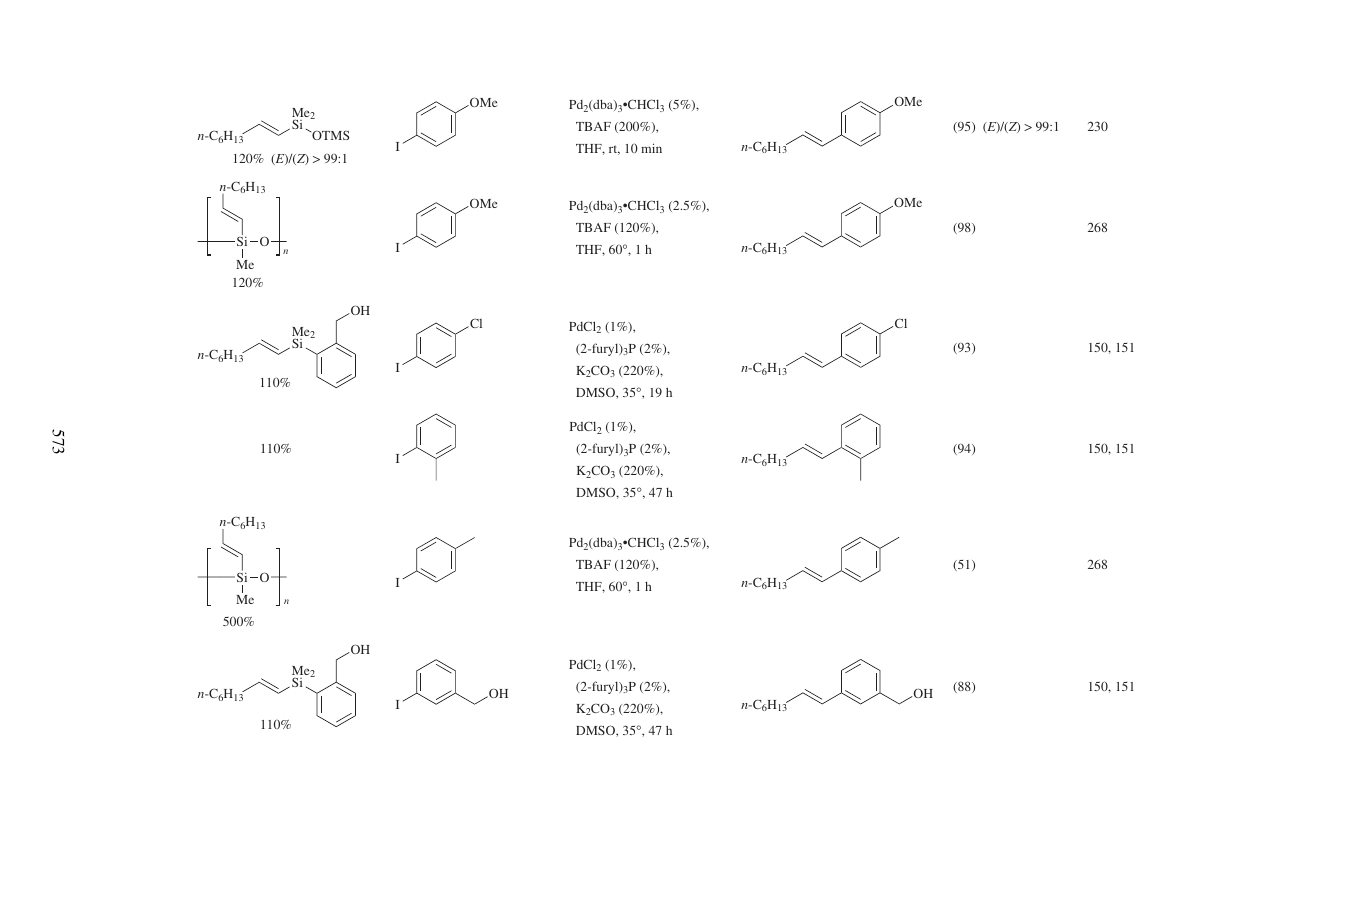 Me2
Si
n-C6H13
OTMS
120% (E)/(Z) > 99:1
OMe
I
Pd2(dba)3•CHCl3 (5%),
TBAF (200%),
THF, rt, 10 min
OMe
n-C6H13
(95) (E)/(Z) > 99:1
230
n-C6H13
Si
O
n
Me
120%
OMe
I
Pd2(dba)3•CHCl3 (2.5%),
TBAF (120%),
THF, 60°, 1 h
OMe
n-C6H13
(98)
268
OH
Me2
Si
n-C6H13
110%
Cl
I
PdCl2 (1%),
(2-furyl)3P (2%),
K2CO3 (220%),
DMSO, 35°, 19 h
Cl
n-C6H13
(93)
150, 151
110%
I
PdCl2 (1%),
(2-furyl)3P (2%),
K2CO3 (220%),
DMSO, 35°, 47 h
n-C6H13
(94)
150, 151
573
n-C6H13
Si
O
n
Me
500%
I
Pd2(dba)3•CHCl3 (2.5%),
TBAF (120%),
THF, 60°, 1 h
n-C6H13
(51)
268
OH
Me2
Si
n-C6H13
110%
I
OH
PdCl2 (1%),
(2-furyl)3P (2%),
K2CO3 (220%),
DMSO, 35°, 47 h
n-C6H13
OH
(88)
150, 151